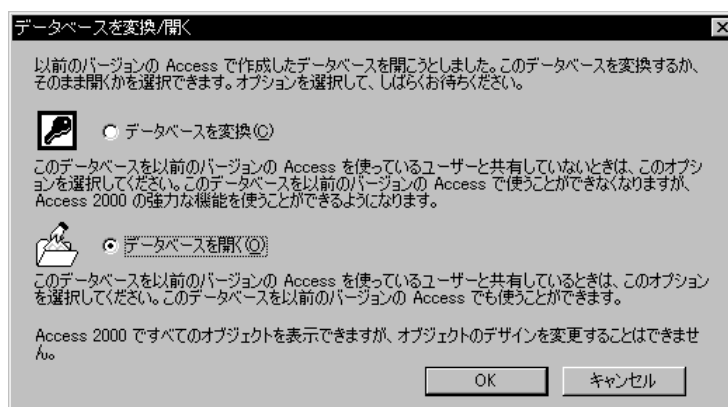 データベースを変換/開く
以前のバージョンの Access で作成したデータベースを開こうとしました。このデータベースを変換するか、
そのまま開くかを選択できます。オプションを選択して、しばらくお待ちください。
データベースを変換(C)
このデータベースを以前のバージョンの Access を使っているユーザーと共有していないときは、このオプシ
ョンを選択してください。このデータベースを以前のバージョンの Access で使うことができなくなりますが、
Access 2000 の強力な機能を使うことができるようになります。
データベースを開く(O)
このデータベースを以前のバージョンの Access を使っているユーザーと共有しているときは、このオプション
を選択してください。このデータベースを以前のバージョンの Access でも使うことができます。
Access 2000 ですべてのオブジェクトを表示できますが、オブジェクトのデザインを変更することはできませ
ん。
OK
キャンセル